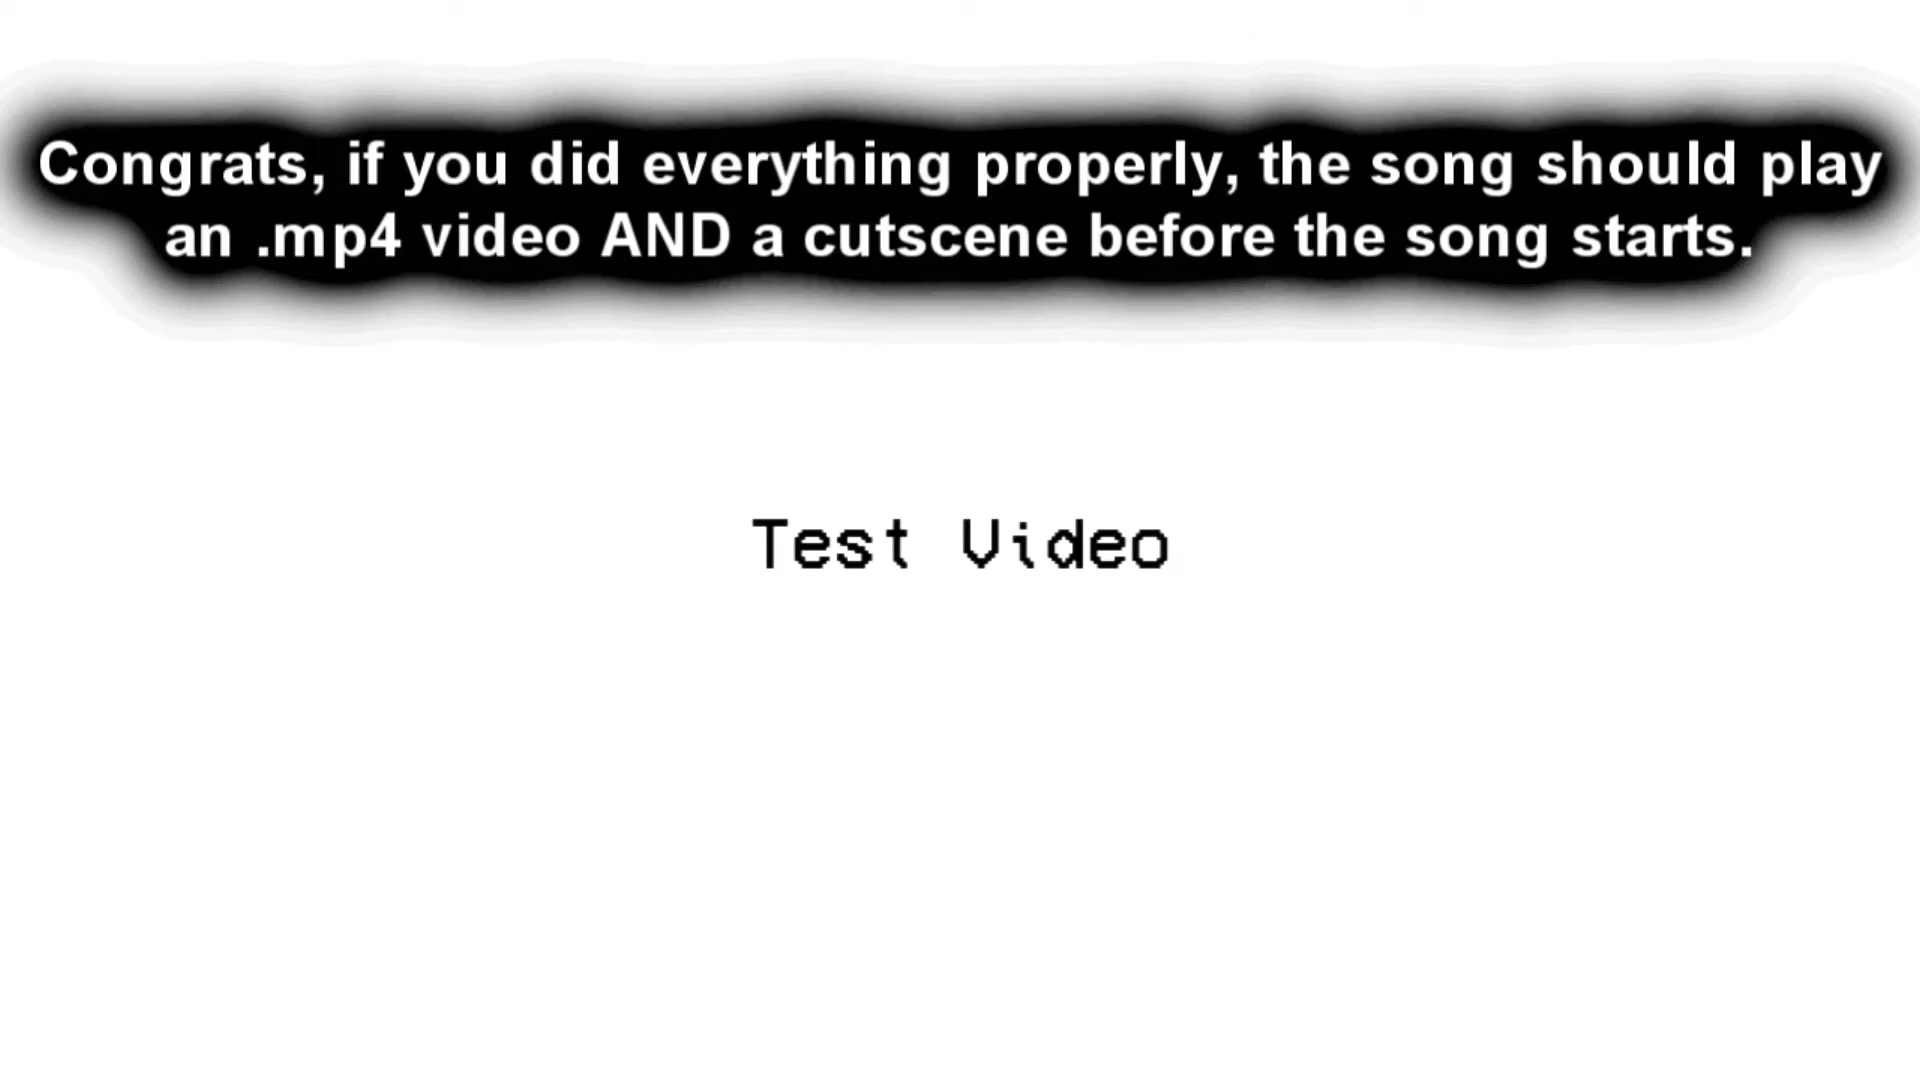 Congrats, if you did everything properly, the song should play
an .mp4 video AND a cutscene before the song starts.
Test Video